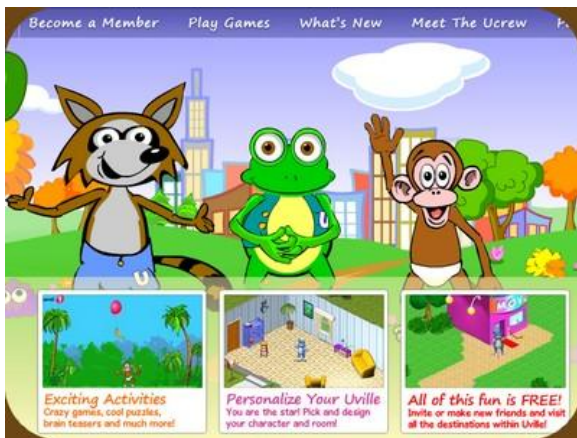 Become a Member Play Games What's New Meet The Ucrew
U
U
Exciting Activities
Crazy games, cool puzzles,
brain teasers and much more!
Personalize Your Uville
You are the star! Pick and design
your character and room!
All of this fun is FREE!
Invite or make new friends and visit
all the destinations within Uville!